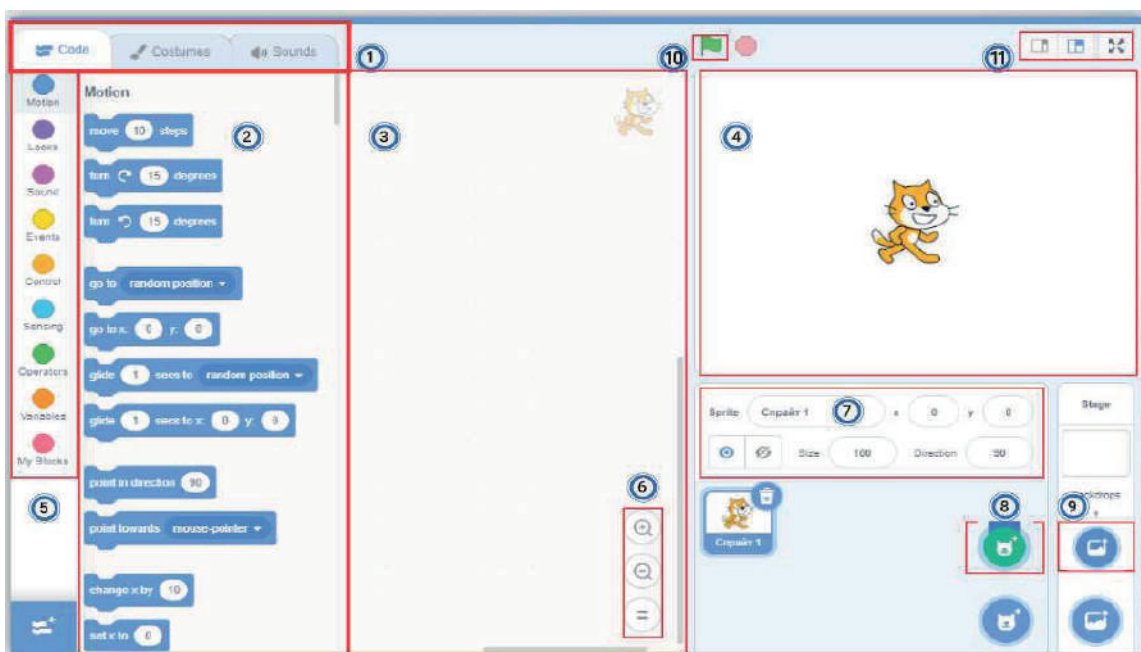 Code Costumes Sounds
1
10
11
Motion
Looks
Sound
Events
Control
Sensing
Operators
Variables
My Blocks
5
Motion
2
move 10 steps
turn 15 degrees
turn 15 degrees
go to random position
go to x: 0 y: 0
glide 1 secs to random position
glide 1 secs to x: 0 y: 0
point in direction 90
point towards mouse-pointer
change x by 10
set x to 0
3
6
=
4
Sprite Спрайт 1 7 x 0 y 0
Size 100 Direction 90
Спрайт 1
8
Stage
9